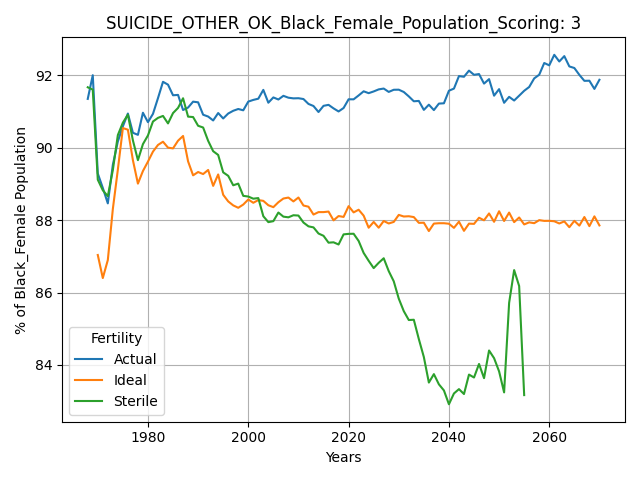 SUICIDE_OTHER_OK_Black_Female_Population_Scoring: 3
% of Black_Female Population
92
90
88
86
84
Fertility
Actual
Ideal
Sterile
1980
2000
2020
2040
2060
Years